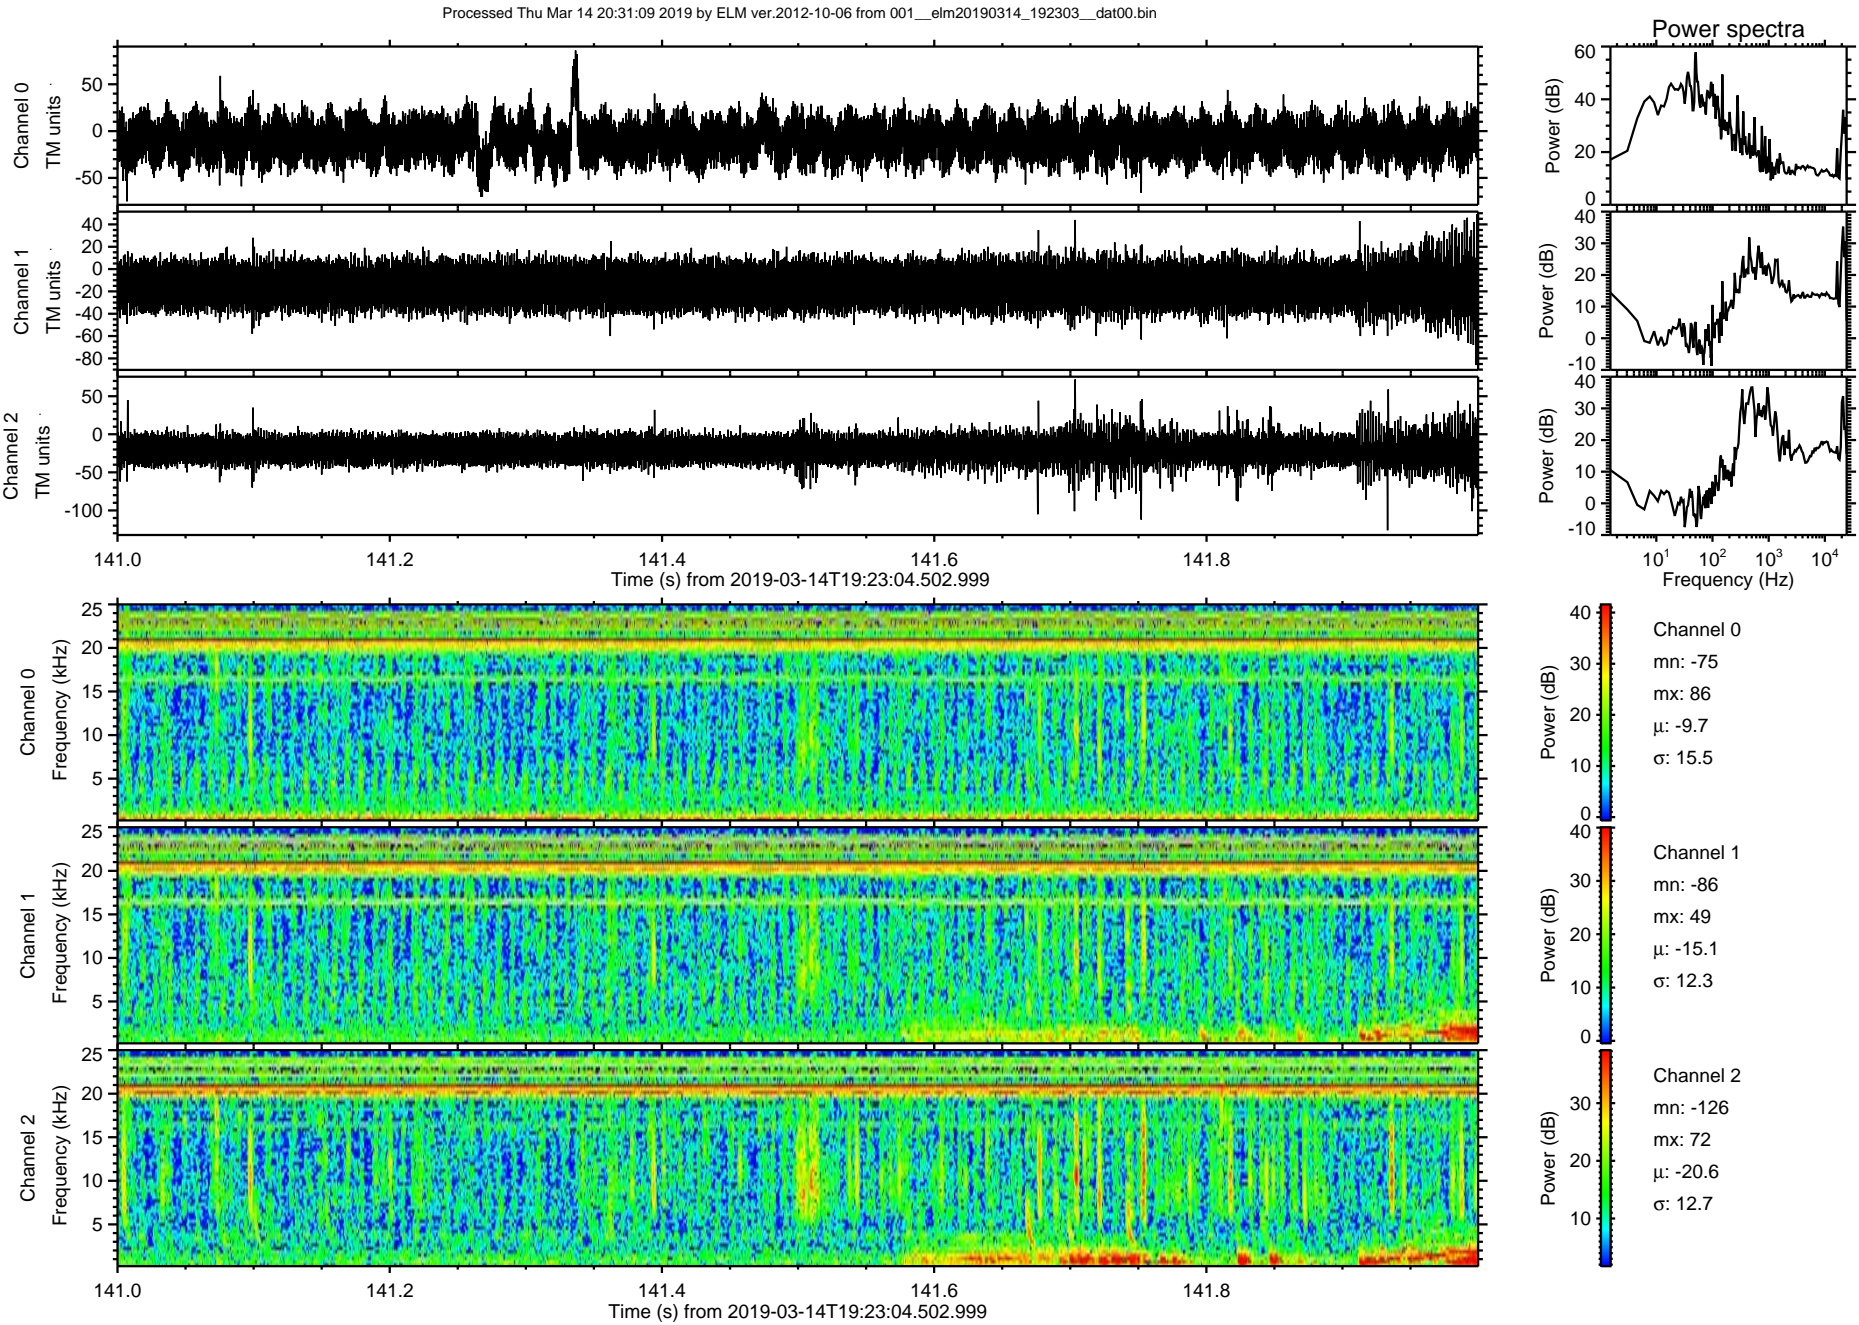 Processed Thu Mar 14 20:31:09 2019 by ELM ver.2012-10-06 from 001__elm20190314_192303__dat00.bin
Power spectra
Channel 0
TM units
50
0
-50
Power (dB)
60
40
20
0
Channel 1
TM units
40
20
0
-20
-40
-60
-80
Power (dB)
40
30
20
10
0
-10
Channel 2
TM units
50
0
-50
-100
Power (dB)
40
30
20
10
0
-10
141.0 141.2 141.4 141.6 141.8
Time (s) from 2019-03-14T19:23:04.502.999
10¹ 10² 10³ 10⁴
Frequency (Hz)
Channel 0
Frequency (kHz)
25
20
15
10
5
Power (dB)
40
30
20
10
0
Channel 0
mn: -75
mx: 86
μ: -9.7
σ: 15.5
Channel 1
Frequency (kHz)
25
20
15
10
5
Power (dB)
40
30
20
10
0
Channel 1
mn: -86
mx: 49
μ: -15.1
σ: 12.3
Channel 2
Frequency (kHz)
25
20
15
10
5
Power (dB)
30
20
10
Channel 2
mn: -126
mx: 72
μ: -20.6
σ: 12.7
141.0 141.2 141.4 141.6 141.8
Time (s) from 2019-03-14T19:23:04.502.999